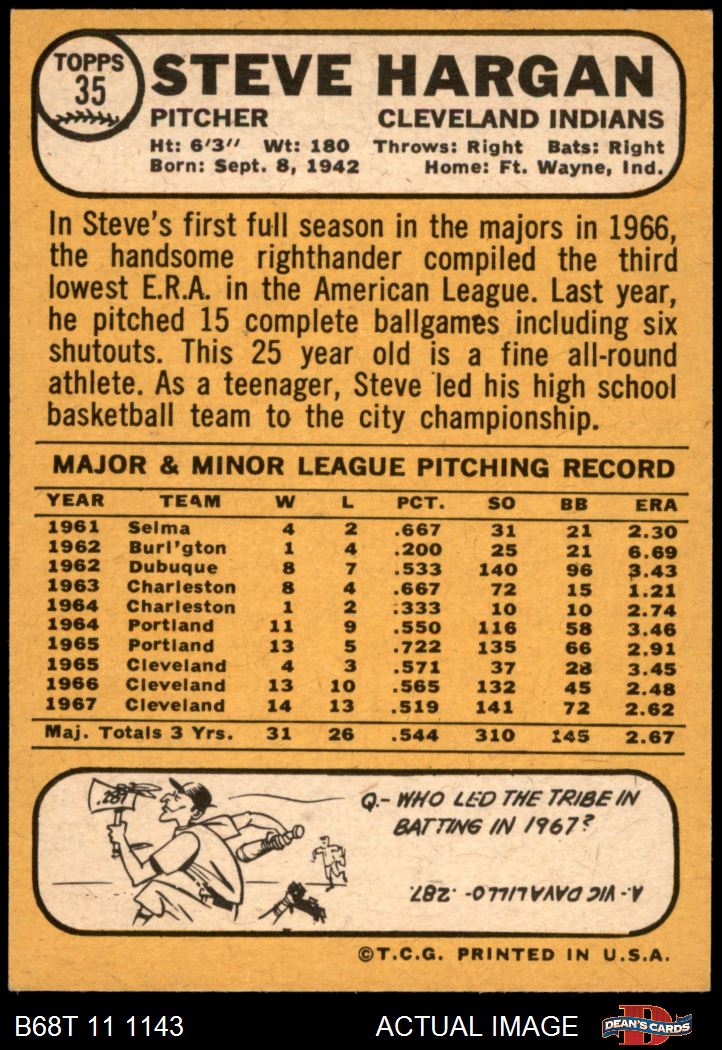 TOPPS
35
STEVE HARGAN
PITCHER CLEVELAND INDIANS
Ht: 6'3" Wt: 180 Throws: Right Bats: Right
Born: Sept. 8, 1942 Home: Ft. Wayne, Ind.
In Steve's first full season in the majors in 1966,
the handsome righthander compiled the third
lowest E.R.A. in the American League. Last year,
he pitched 15 complete ballgames including six
shutouts. This 25 year old is a fine all-round
athlete. As a teenager, Steve led his high school
basketball team to the city championship.
MAJOR & MINOR LEAGUE PITCHING RECORD
YEAR TEAM W L PCT. SO BB ERA
1961 Selma 4 2 .667 31 21 2.30
1962 Burl'gton 1 4 .200 25 21 6.69
1962 Dubuque 8 7 .533 140 96 3.43
1963 Charleston 8 4 .667 72 15 1.21
1964 Charleston 1 2 .333 10 10 2.74
1964 Portland 11 9 .550 116 58 3.46
1965 Portland 13 5 .722 135 66 2.91
1965 Cleveland 4 3 .571 37 28 3.45
1966 Cleveland 13 10 .565 132 45 2.48
1967 Cleveland 14 13 .519 141 72 2.62
Maj. Totals 3 Yrs. 31 26 .544 310 145 2.67
.287
Q.- WHO LED THE TRIBE IN
BATTING IN 1967?
A.- VIC DAVALILLO- .287.
©T.C.G. PRINTED IN U.S.A.
B68T 11 1143 ACTUAL IMAGE D DEAN'S CARDS